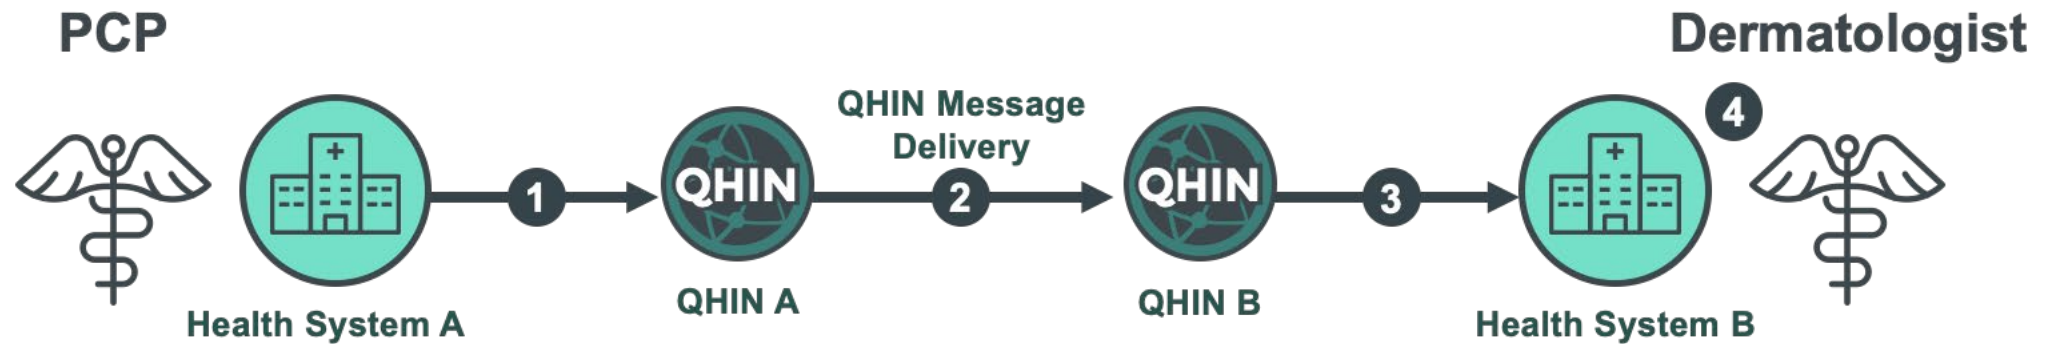 PCP
Dermatologist
QHIN Message
Delivery
4
1
QHIN
2
QHIN
3
QHIN A
QHIN B
Health System A
Health System B